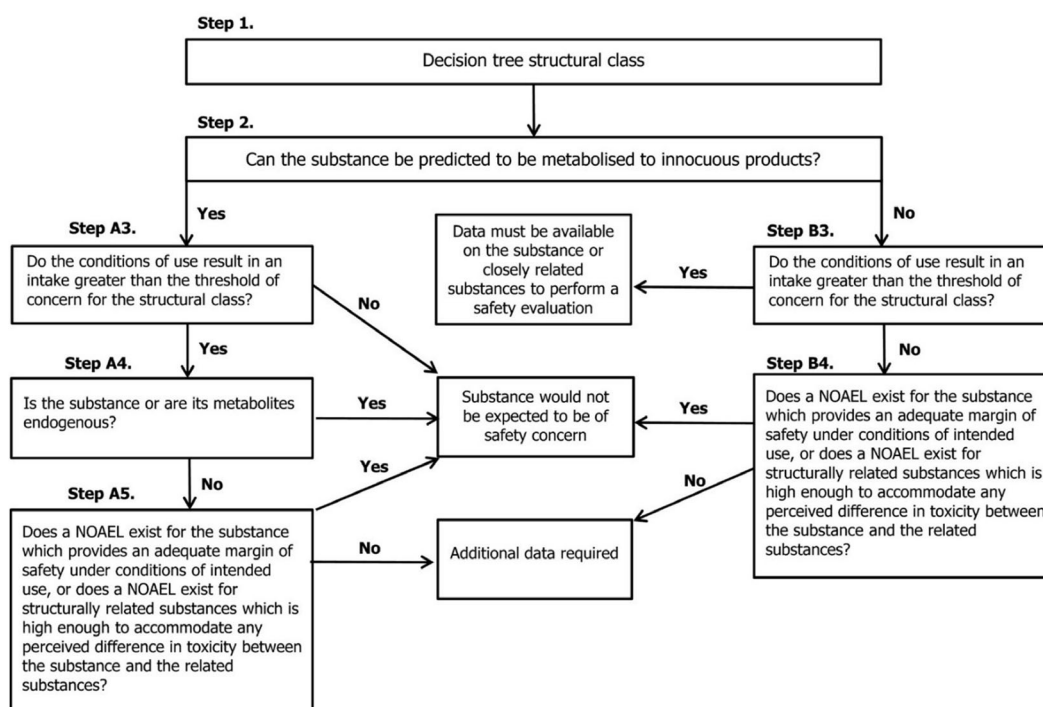 Step 1.
Decision tree structural class
Step 2.
Can the substance be predicted to be metabolised to innocuous products?
Yes
No
Step A3.
Do the conditions of use result in an
intake greater than the threshold of
concern for the structural class?
Data must be available
on the substance or
closely related
substances to perform a
safety evaluation
Yes
Step B3.
Do the conditions of use result in an
intake greater than the threshold of
concern for the structural class?
No
Yes
No
Step A4.
Is the substance or are its metabolites
endogenous?
Yes
Substance would not
be expected to be of
safety concern
Yes
Step B4.
Does a NOAEL exist for the substance
which provides an adequate margin of
safety under conditions of intended
use, or does a NOAEL exist for
structurally related substances which is
high enough to accommodate any
perceived difference in toxicity between
the substance and the related
substances?
No
Yes
No
Step A5.
Does a NOAEL exist for the substance
which provides an adequate margin of
safety under conditions of intended
use, or does a NOAEL exist for
structurally related substances which is
high enough to accommodate any
perceived difference in toxicity between
the substance and the related
substances?
No
Additional data required